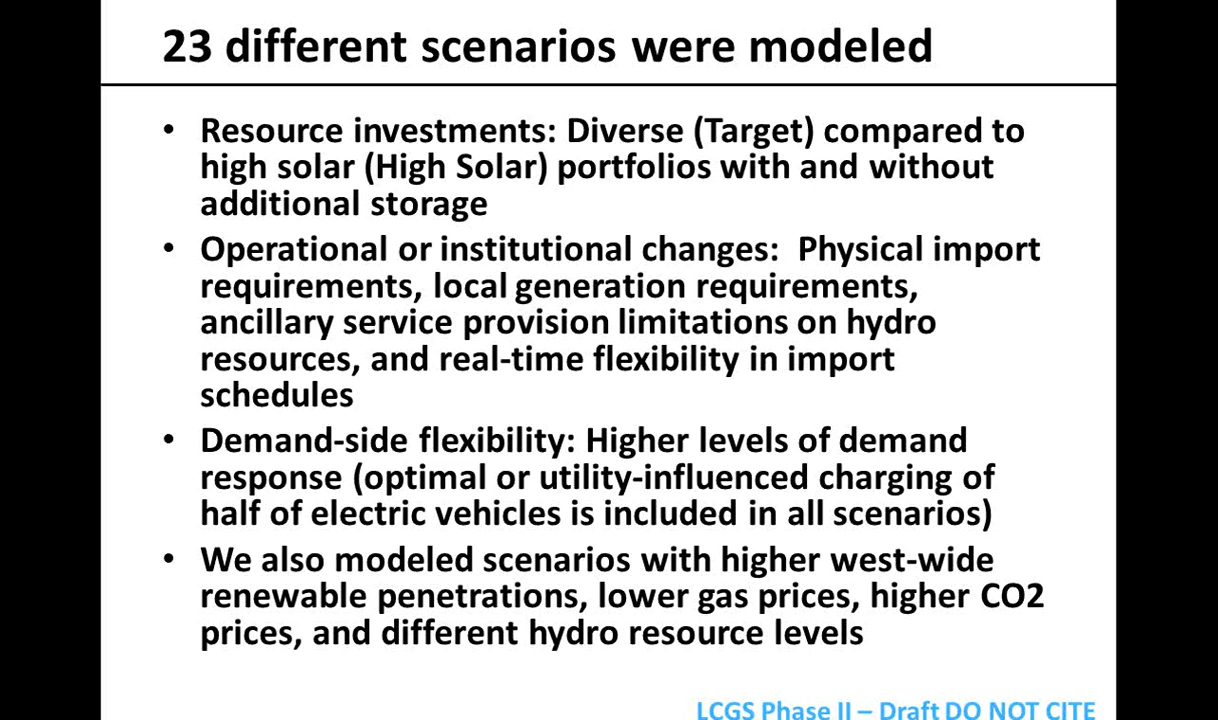 23 different scenarios were modeled
• Resource investments: Diverse (Target) compared to
high solar (High Solar) portfolios with and without
additional storage
• Operational or institutional changes:  Physical import
requirements, local generation requirements,
ancillary service provision limitations on hydro
resources, and real-time flexibility in import
schedules
• Demand-side flexibility: Higher levels of demand
response (optimal or utility-influenced charging of
half of electric vehicles is included in all scenarios)
• We also modeled scenarios with higher west-wide
renewable penetrations, lower gas prices, higher CO2
prices, and different hydro resource levels
LCGS Phase II – Draft DO NOT CITE